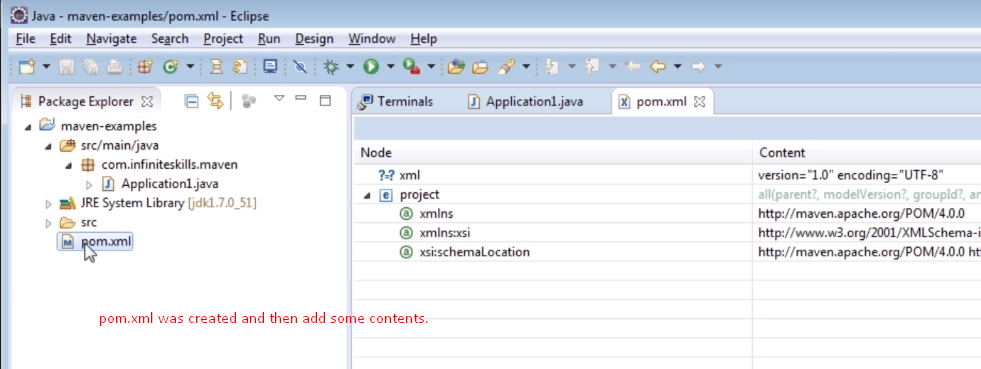 Java - maven-examples/pom.xml - Eclipse
File Edit Navigate Search Project Run Design Window Help
Package Explorer
Terminals Application1.java pom.xml
maven-examples
src/main/java
com.infiniteskills.maven
Application1.java
JRE System Library [jdk1.7.0_51]
src
pom.xml
Node Content
?=? xml version="1.0" encoding="UTF-8"
project all(parent?, modelVersion?, groupId?, ar
xmlns http://maven.apache.org/POM/4.0.0
xmlns:xsi http://www.w3.org/2001/XMLSchema-i
xsi:schemaLocation http://maven.apache.org/POM/4.0.0 ht
pom.xml was created and then add some contents.